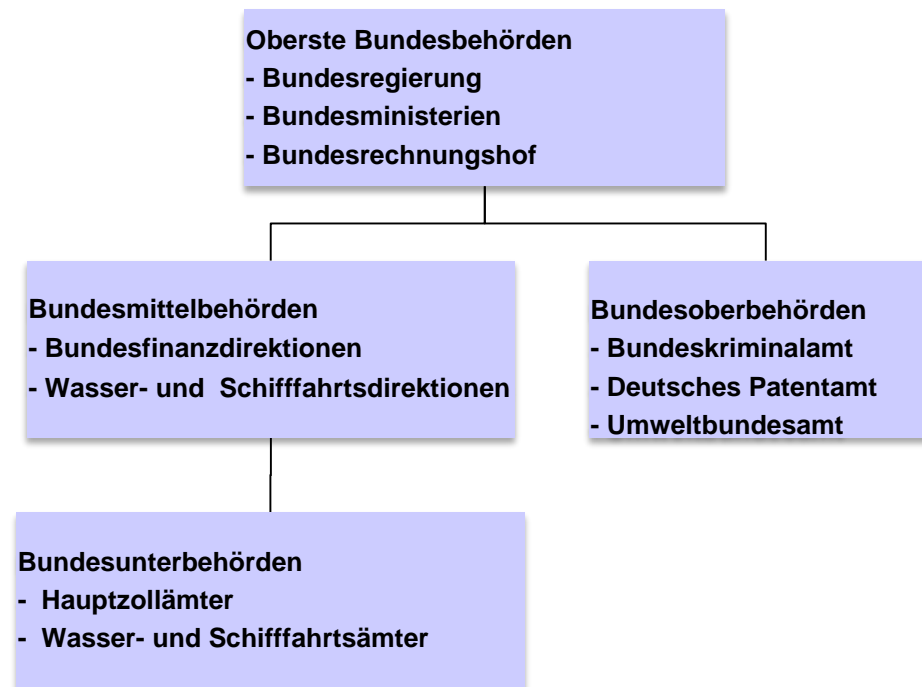 Oberste Bundesbehörden
- Bundesregierung
- Bundesministerien
- Bundesrechnungshof
Bundesmittelbehörden
- Bundesfinanzdirektionen
- Wasser- und Schifffahrtsdirektionen
Bundesoberbehörden
- Bundeskriminalamt
- Deutsches Patentamt
- Umweltbundesamt
Bundesunterbehörden
- Hauptzollämter
- Wasser- und Schifffahrtsämter